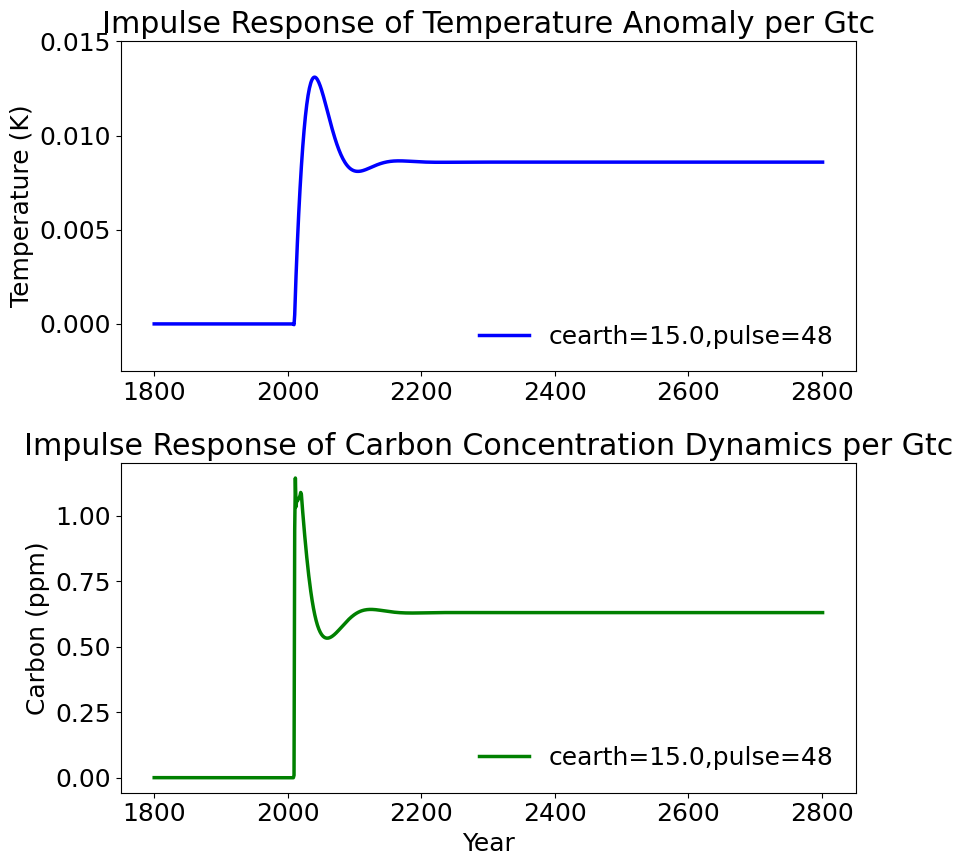 Impulse Response of Temperature Anomaly per Gtc
0.015
0.010
0.005
0.000
Temperature (K)
cearth=15.0,pulse=48
1800 2000 2200 2400 2600 2800
Impulse Response of Carbon Concentration Dynamics per Gtc
1.00
0.75
0.50
0.25
0.00
Carbon (ppm)
cearth=15.0,pulse=48
1800 2000 2200 2400 2600 2800
Year